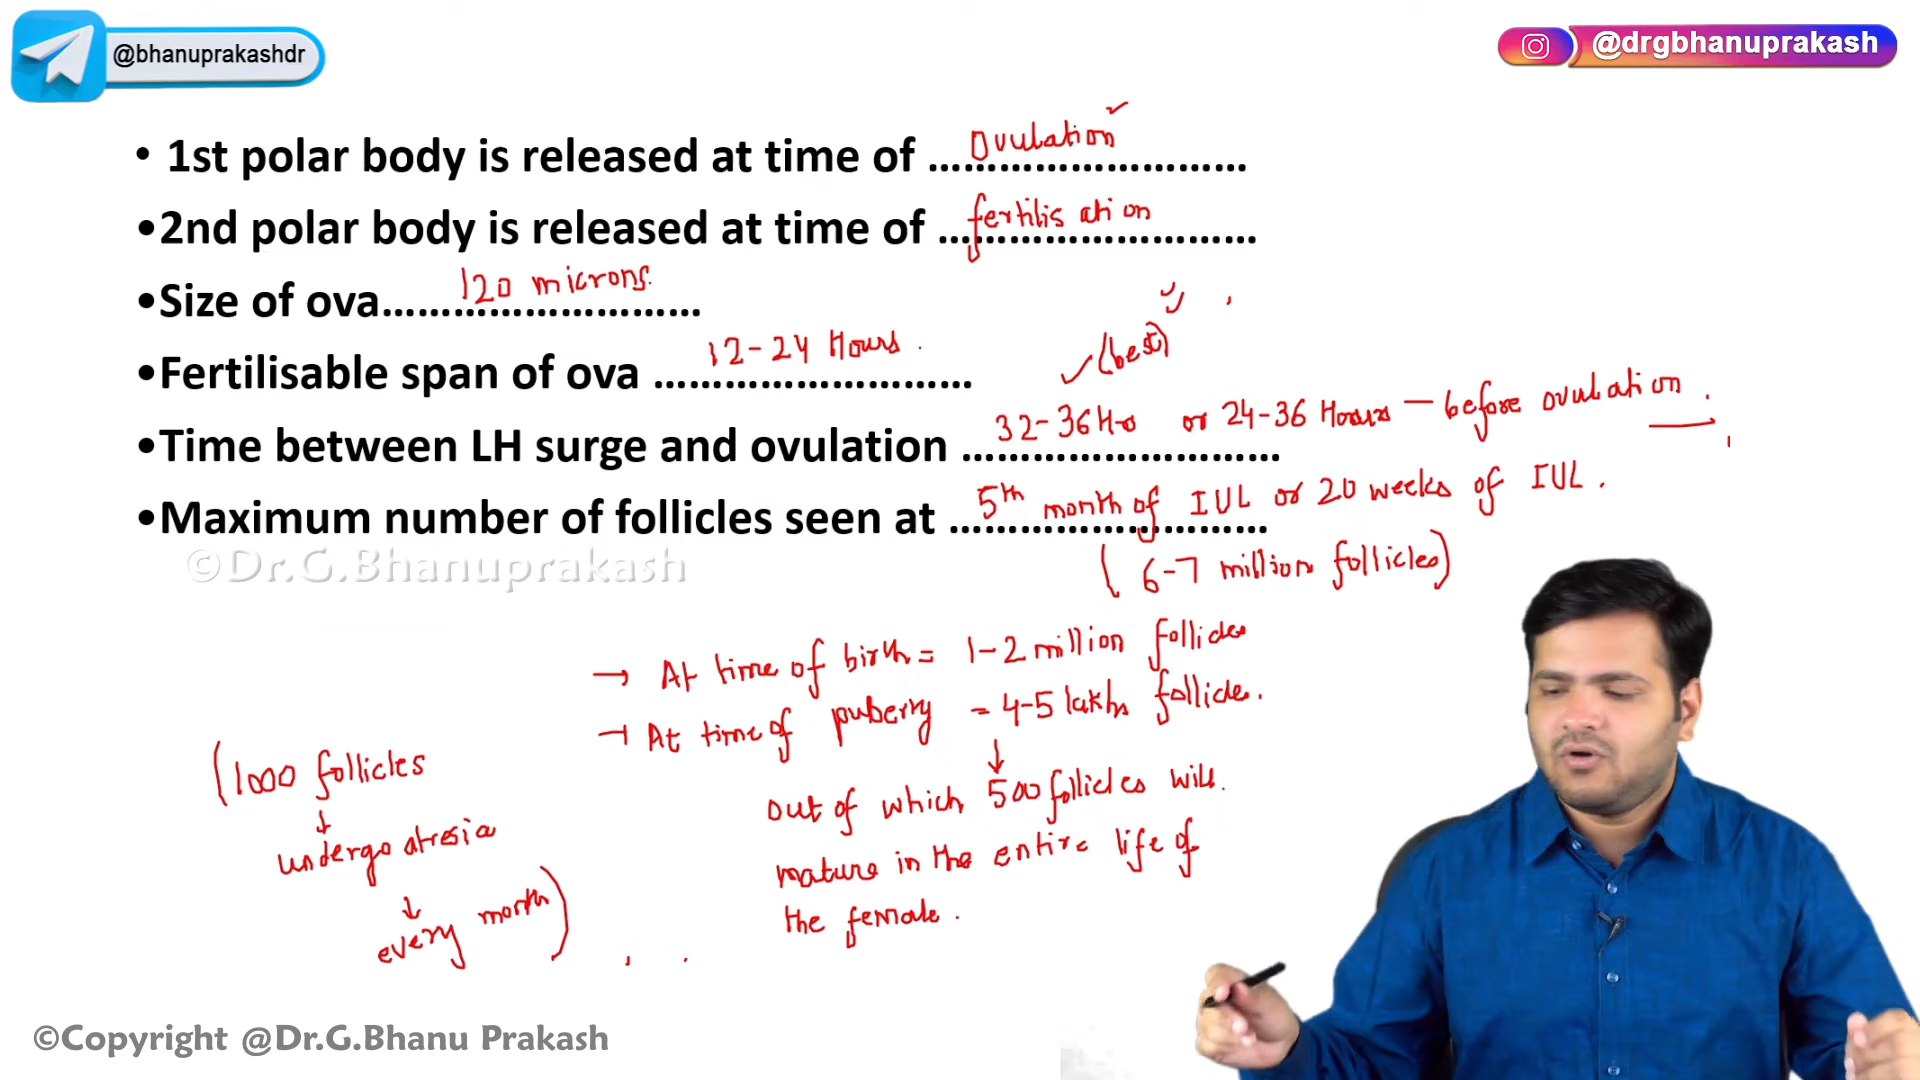 @bhanuprakashdr
@drgbhanuprakash
• 1st polar body is released at time of .............................. Ovulation
•2nd polar body is released at time of .............................. fertilisation
•Size of ova.............................. 120 microns.
•Fertilisable span of ova .............................. 12-24 Hours.
(best)
•Time between LH surge and ovulation .............................. 32-36 Hrs or 24-36 Hours — before ovulation.
•Maximum number of follicles seen at .............................. 5th month of IUL or 20 weeks of IUL.
(6-7 million follicles)
©Dr.G.Bhanuprakash
→ At time of birth = 1-2 million follicles
→ At time of puberty = 4-5 lakhs follicles.
↓
out of which 500 follicles will
mature in the entire life of
the female.
(1000 follicles
↓
undergo atresia
↓
every month)
©Copyright @Dr.G.Bhanu Prakash